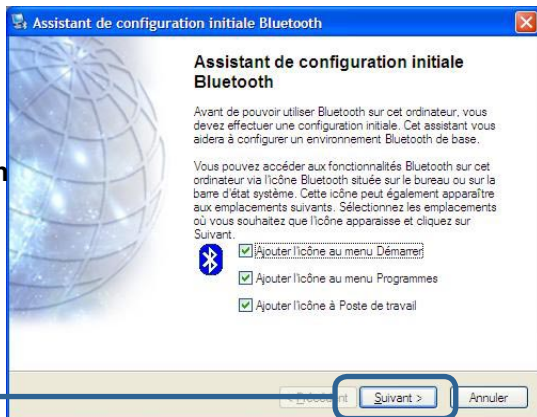 Assistant de configuration initiale Bluetooth
Assistant de configuration initiale
Bluetooth
Avant de pouvoir utiliser Bluetooth sur cet ordinateur, vous
devez effectuer une configuration initiale. Cet assistant vous
aidera à configurer un environnement Bluetooth de base.
Vous pouvez accéder aux fonctionnalités Bluetooth sur cet
ordinateur via l'icône Bluetooth située sur le bureau ou sur la
barre d'état système. Cette icône peut également apparaître
aux emplacements suivants. Sélectionnez les emplacements
où vous souhaitez que l'icône apparaisse et cliquez sur
Suivant.
Ajouter l'icône au menu Démarrer
Ajouter l'icône au menu Programmes
Ajouter l'icône à Poste de travail
< Précédent Suivant > Annuler